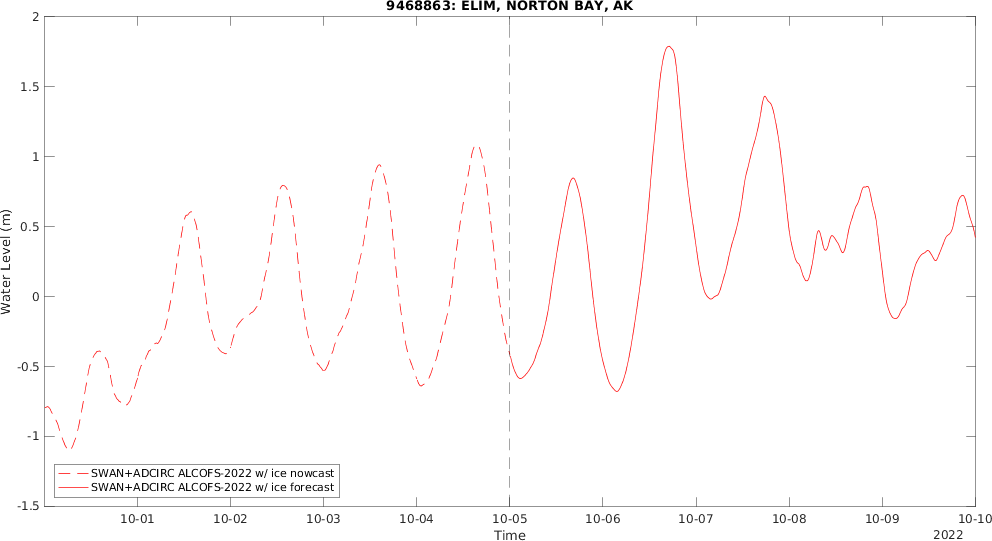 9468863: ELIM, NORTON BAY, AK
Water Level (m)
2
1.5
1
0.5
0
-0.5
-1
-1.5
SWAN+ADCIRC ALCOFS-2022 w/ ice nowcast
SWAN+ADCIRC ALCOFS-2022 w/ ice forecast
10-01 10-02 10-03 10-04 10-05 10-06 10-07 10-08 10-09 10-10
Time
2022